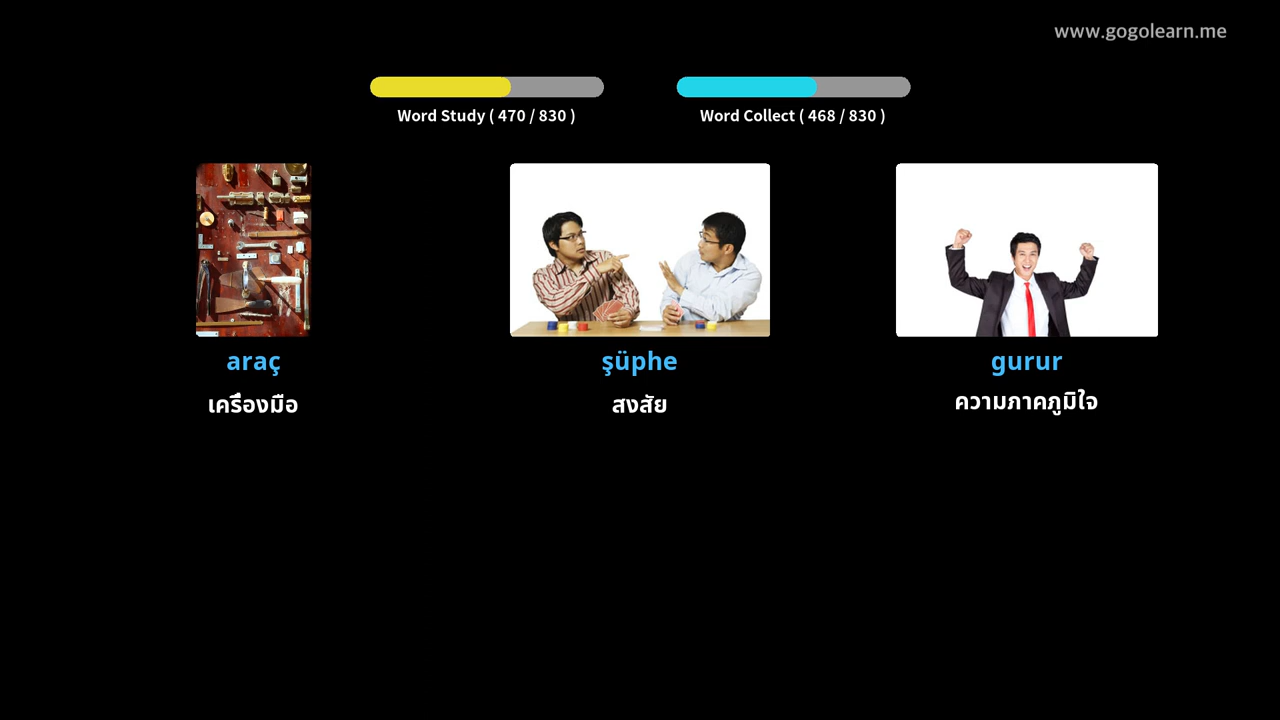 www.gogolearn.me
Word Study ( 470 / 830 )
Word Collect ( 468 / 830 )
araç
şüphe
gurur
เครื่องมือ
สงสัย
ความภาคภูมิใจ